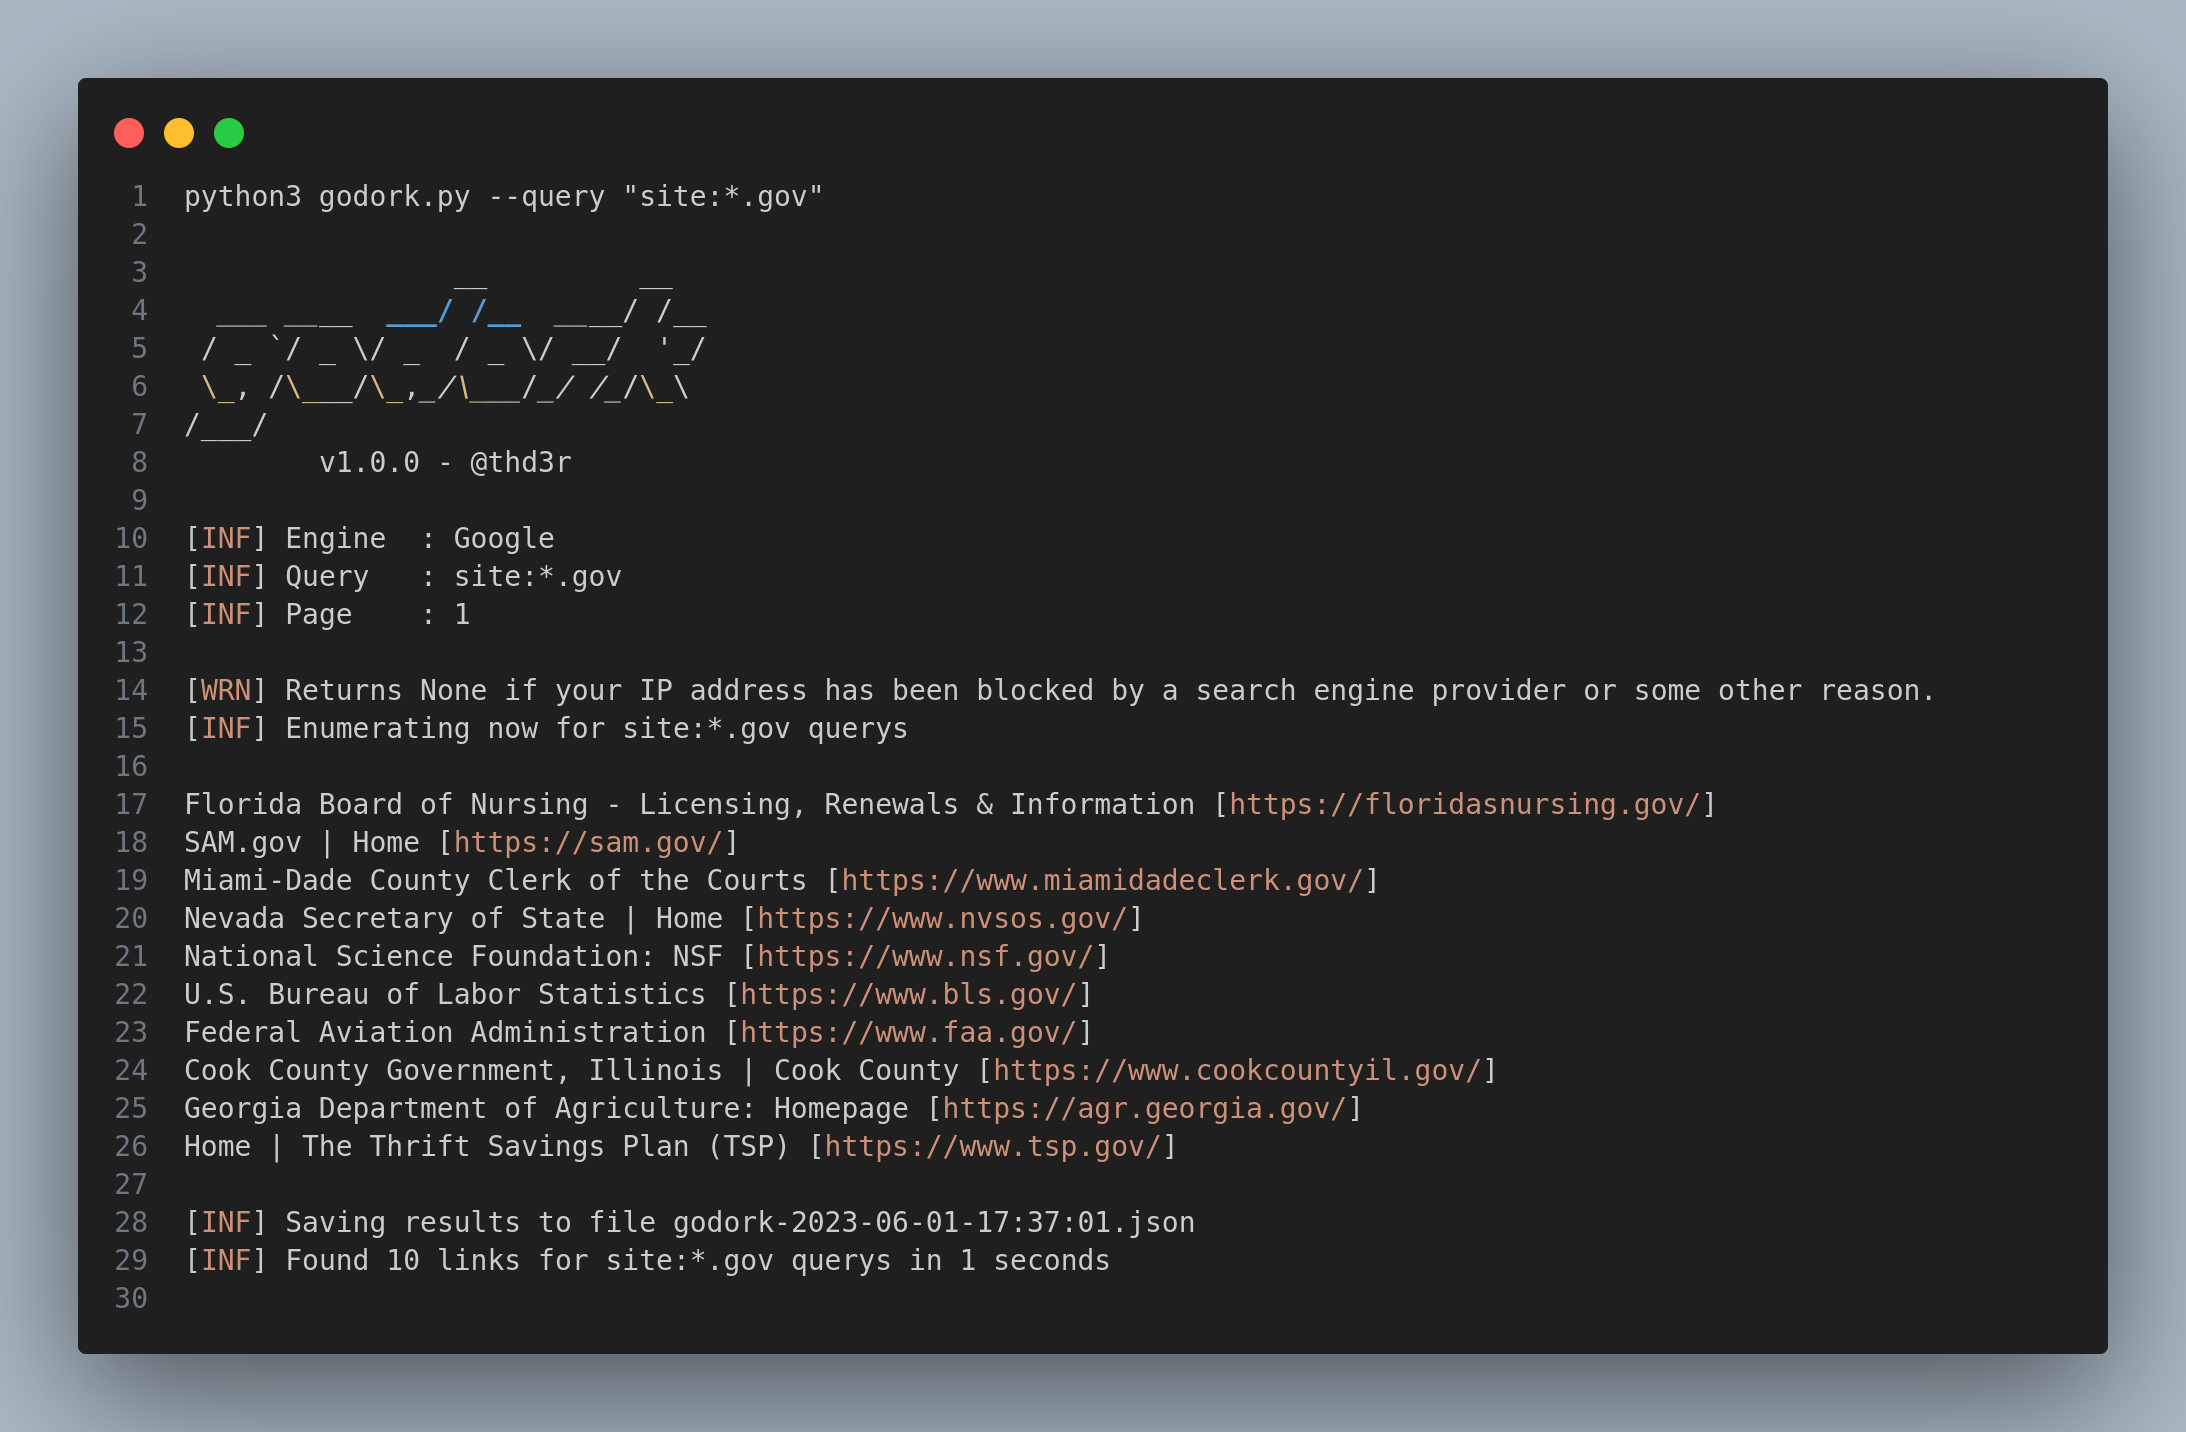 1 python3 godork.py --query "site:*.gov"
2
3                 __         __
4   ___ ____  ___/ /__  ____/ /__
5  / _ `/ _ \/ _  / _ \/ __/  '_/
6  \_, /\___/\_,_/\___/_/ /_/\_\
7 /___/
8         v1.0.0 - @thd3r
9
10 [INF] Engine  : Google
11 [INF] Query   : site:*.gov
12 [INF] Page    : 1
13
14 [WRN] Returns None if your IP address has been blocked by a search engine provider or some other reason.
15 [INF] Enumerating now for site:*.gov querys
16
17 Florida Board of Nursing - Licensing, Renewals & Information [https://floridasnursing.gov/]
18 SAM.gov | Home [https://sam.gov/]
19 Miami-Dade County Clerk of the Courts [https://www.miamidadeclerk.gov/]
20 Nevada Secretary of State | Home [https://www.nvsos.gov/]
21 National Science Foundation: NSF [https://www.nsf.gov/]
22 U.S. Bureau of Labor Statistics [https://www.bls.gov/]
23 Federal Aviation Administration [https://www.faa.gov/]
24 Cook County Government, Illinois | Cook County [https://www.cookcountyil.gov/]
25 Georgia Department of Agriculture: Homepage [https://agr.georgia.gov/]
26 Home | The Thrift Savings Plan (TSP) [https://www.tsp.gov/]
27
28 [INF] Saving results to file godork-2023-06-01-17:37:01.json
29 [INF] Found 10 links for site:*.gov querys in 1 seconds
30